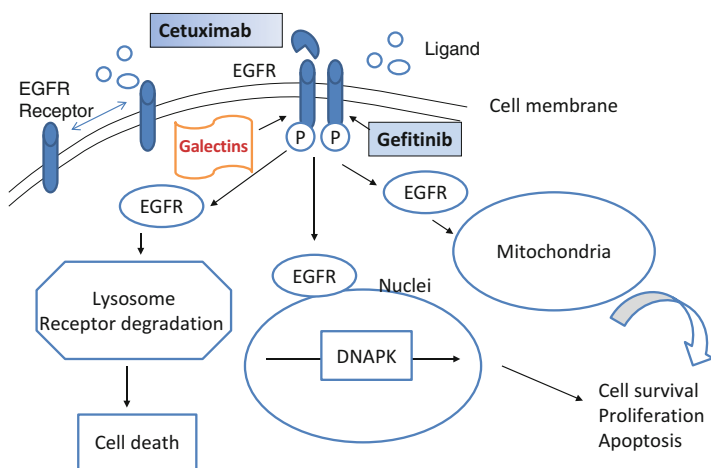 Cetuximab
Ligand
EGFR
EGFR
Receptor
Cell membrane
Galectins
P
P
Gefitinib
EGFR
EGFR
Mitochondria
EGFR
Nuclei
Lysosome
Receptor degradation
DNAPK
Cell survival
Proliferation
Apoptosis
Cell death